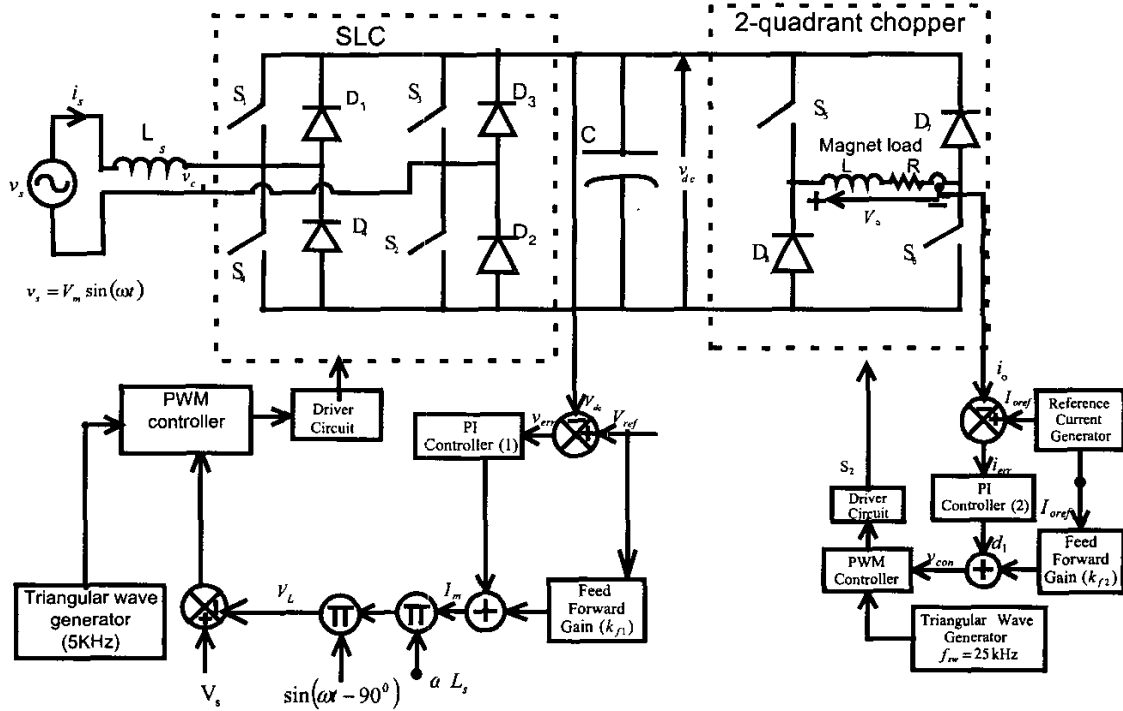 SLC
2-quadrant chopper
i_s
L_s
v_s
v_c
S_1
D_1
S_3
D_3
S_4
D_4
S_2
D_2
C
v_dc
S_5
D_7
Magnet load
L
R
+
−
V_o
D_8
S_6
v_s = V_m sin(ωt)
PWM
controller
Driver
Circuit
PI
Controller (1)
v_err
V_dc
V_ref
i_o
I_oref
Reference
Current
Generator
i_err
PI
Controller (2)
S_2
Driver
Circuit
I_oref
d_1
v_con
PWM
Controller
Feed
Forward
Gain (k_f2)
Triangular Wave
Generator
f_sw = 25 kHz
Triangular wave
generator
(5KHz)
V_L
I_m
Feed
Forward
Gain (k_f1)
V_s
sin(ωt − 90⁰)
α L_s